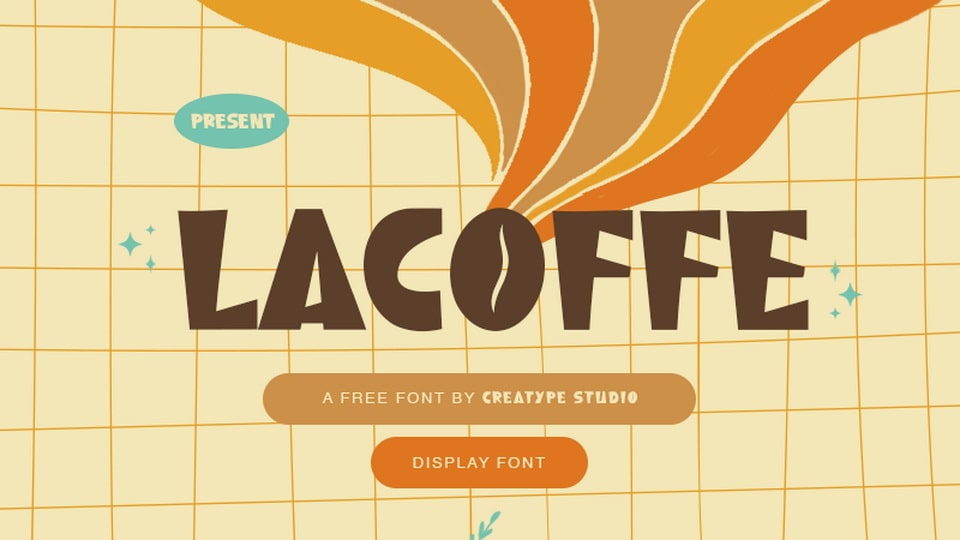 PRESENT
LACOFFE
A FREE FONT BY CREATYPE STUDIO
DISPLAY FONT